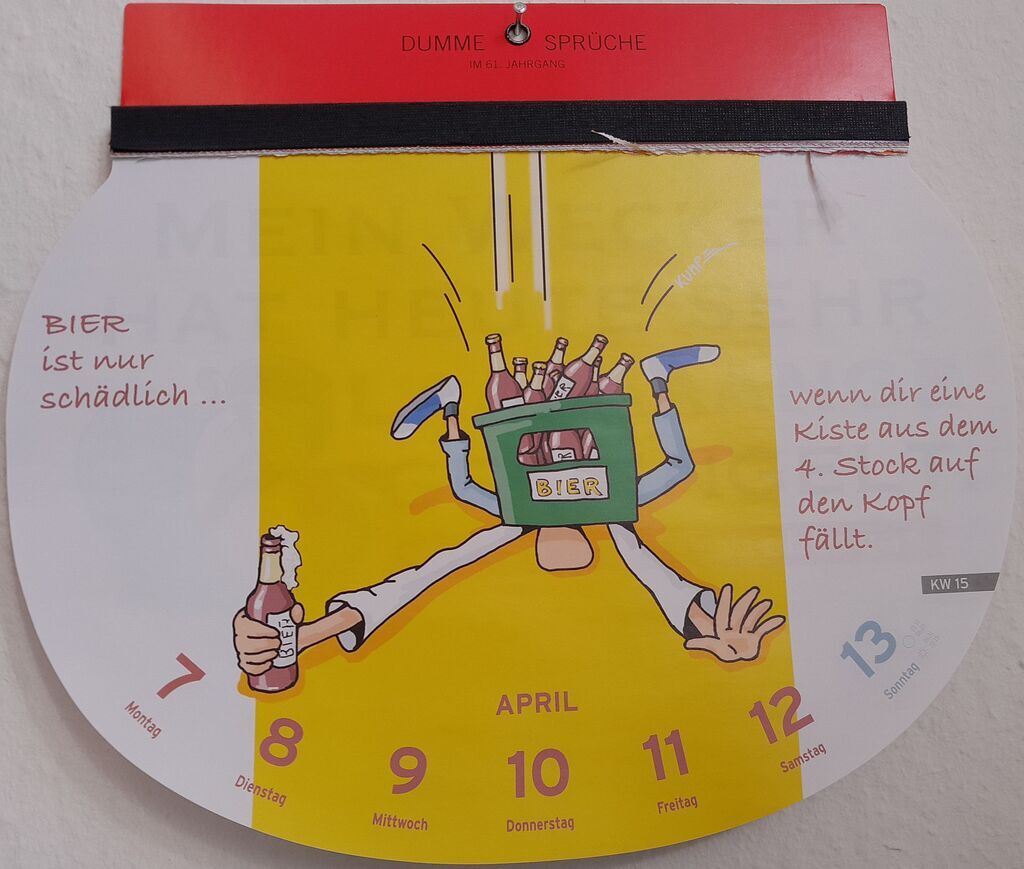 DUMME SPRÜCHE
IM 61. JAHRGANG
BIER
ist nur
schädlich ...
wenn dir eine
Kiste aus dem
4. Stock auf
den Kopf
fällt.
KUMPE
BIER
BIER
BIER
KW 15
APRIL
7 Montag
8 Dienstag
9 Mittwoch
10 Donnerstag
11 Freitag
12 Samstag
13 Sonntag